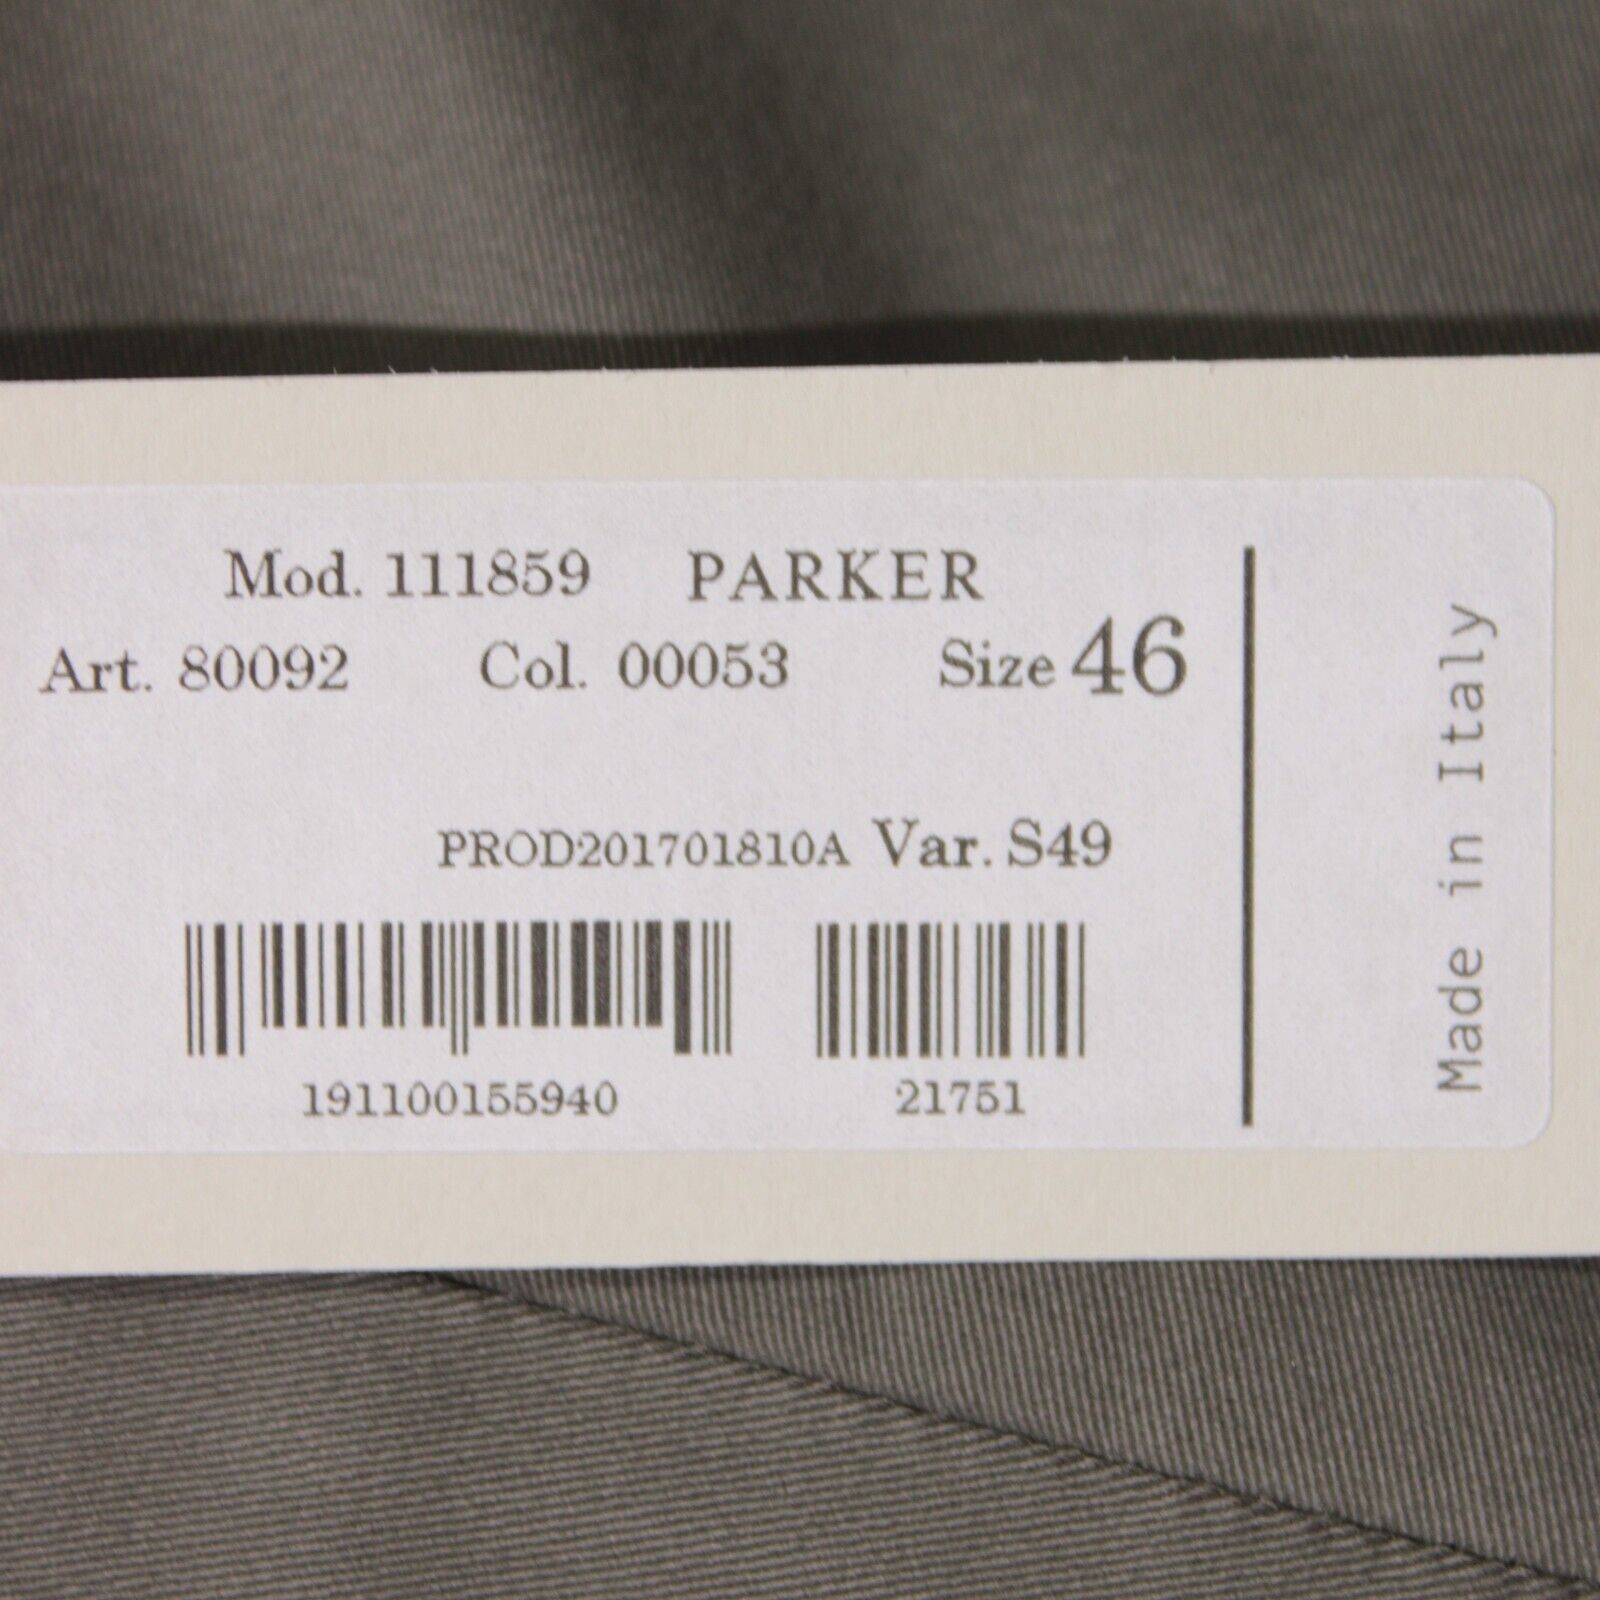 Mod. 111859 PARKER
Art. 80092 Col. 00053 Size 46
PROD201701810A Var. S49
191100155940 21751
Made in Italy